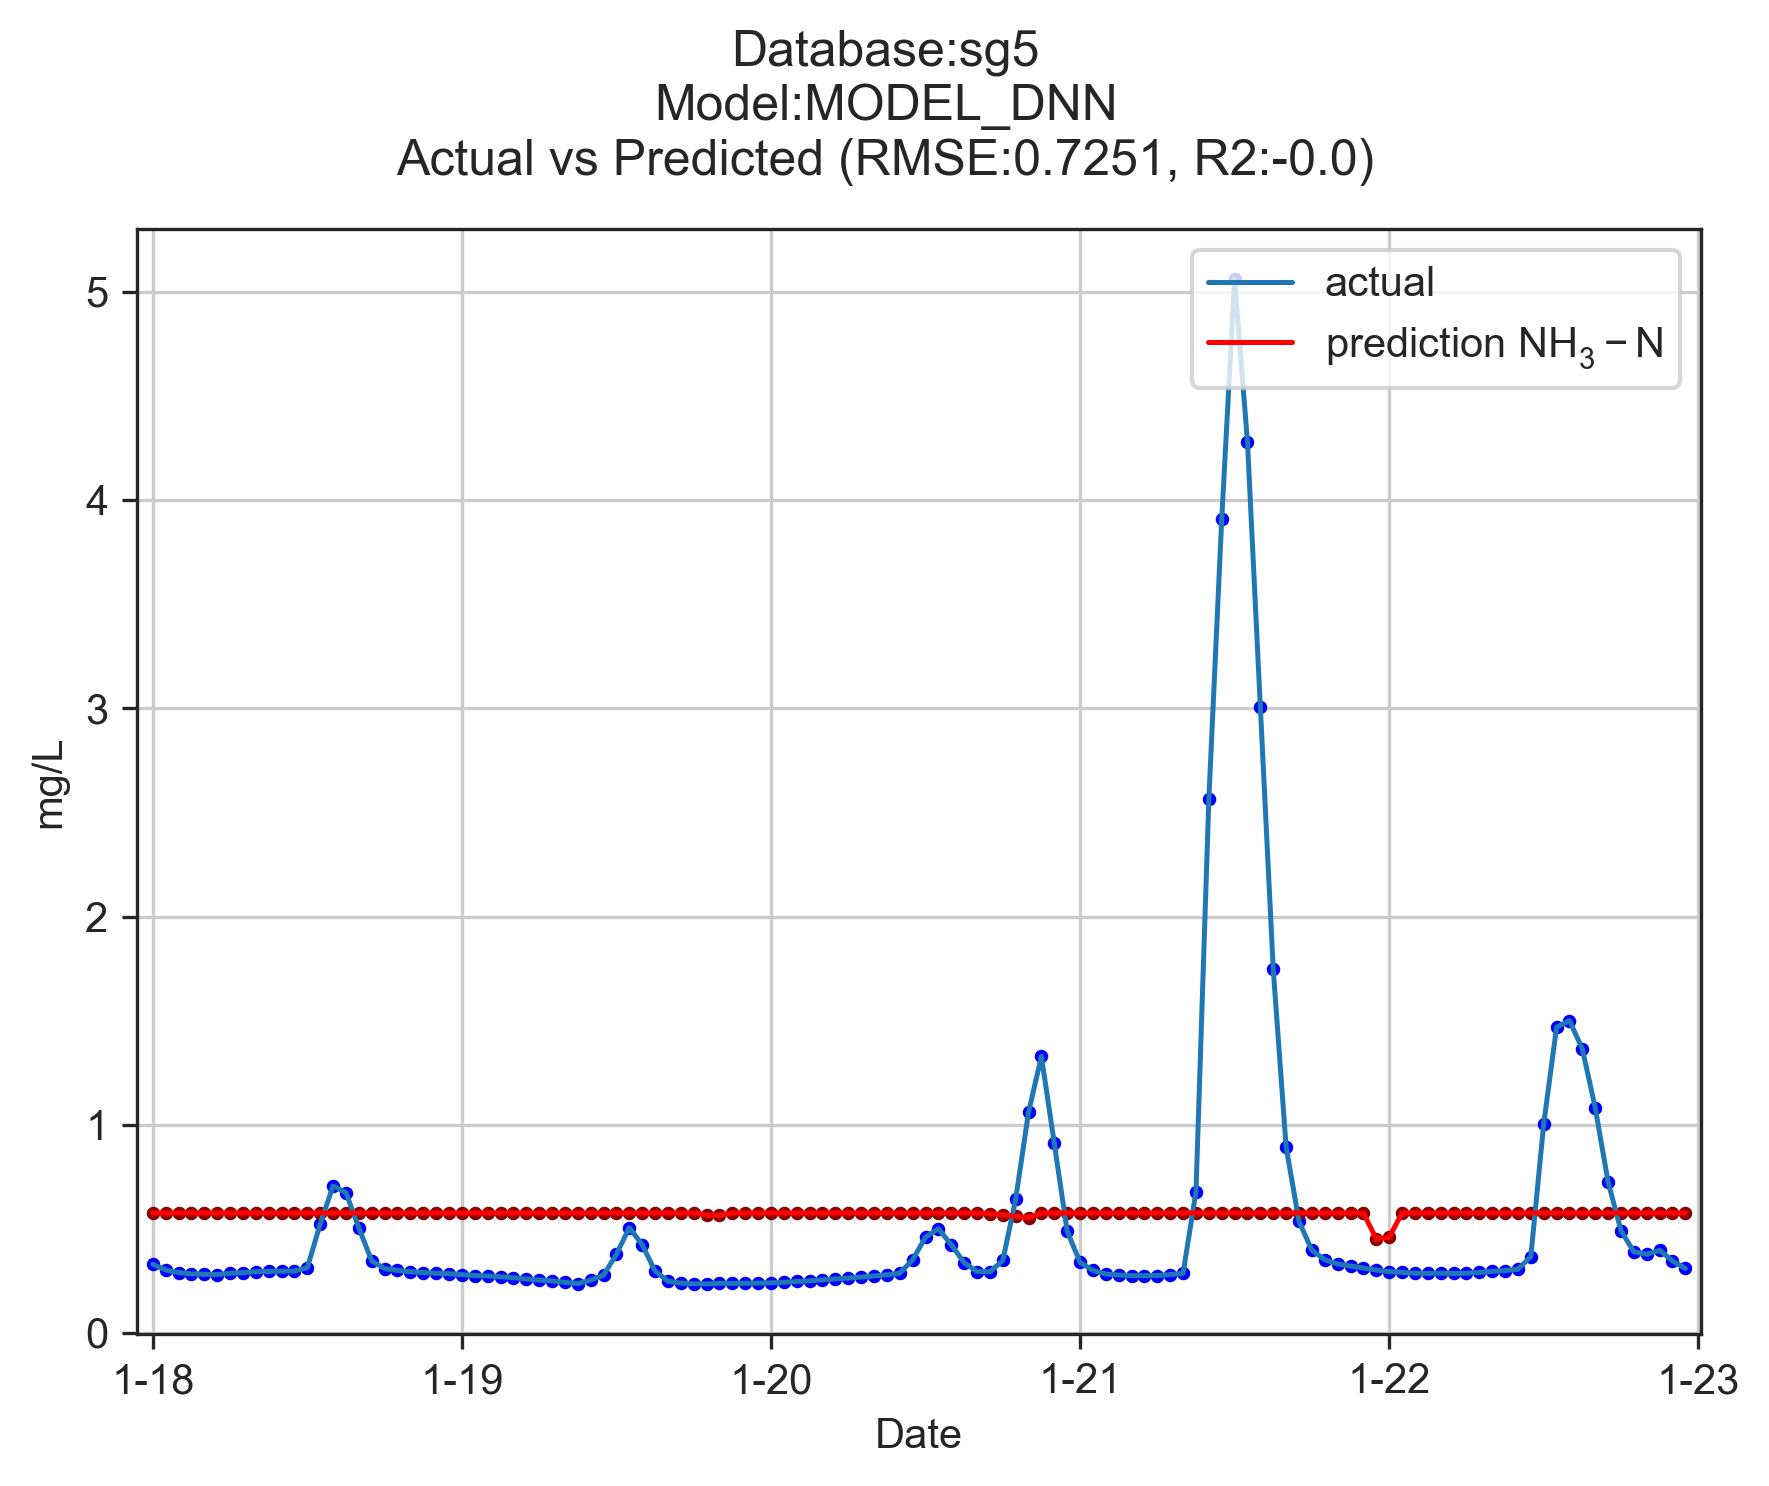 Database:sg5
Model:MODEL_DNN
Actual vs Predicted (RMSE:0.7251, R2:-0.0)
actual
prediction NH₃ − N
5
4
3
2
1
0
mg/L
1-18 1-19 1-20 1-21 1-22 1-23
Date